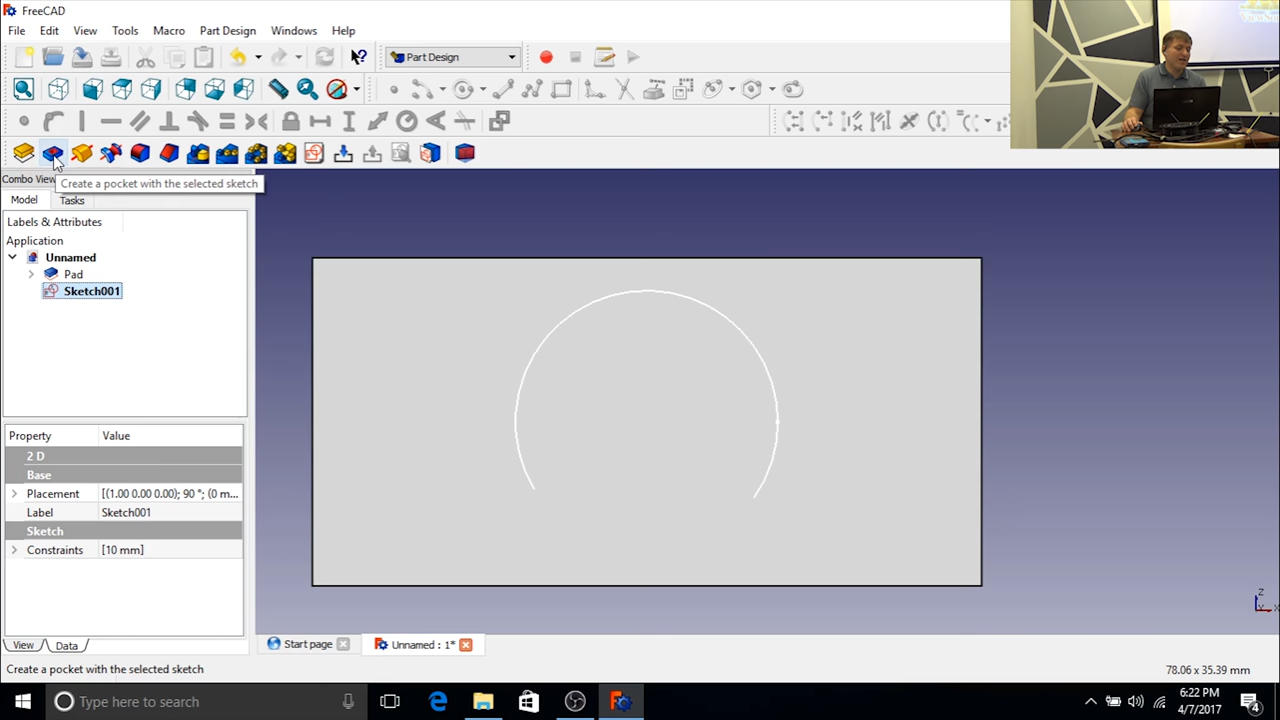 FreeCAD
File Edit View Tools Macro Part Design Windows Help
Part Design
Create a pocket with the selected sketch
Combo View
Model Tasks
Labels & Attributes
Application
Unnamed
Pad
Sketch001
Property Value
2 D
Base
Placement [(1.00 0.00 0.00); 90 °; (0 m...
Label Sketch001
Sketch
Constraints [10 mm]
Z
X
View Data
Start page Unnamed : 1*
Create a pocket with the selected sketch 78.06 x 35.39 mm
Type here to search
6:22 PM
4/7/2017
4